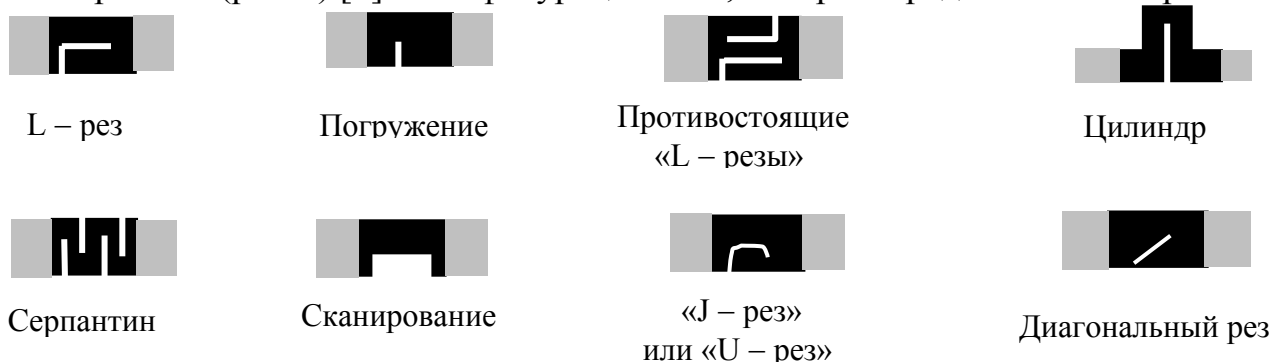 L – рез
Погружение
Противостоящие
«L – резы»
Цилиндр
Серпантин
Сканирование
«J – рез»
или «U – рез»
Диагональный рез